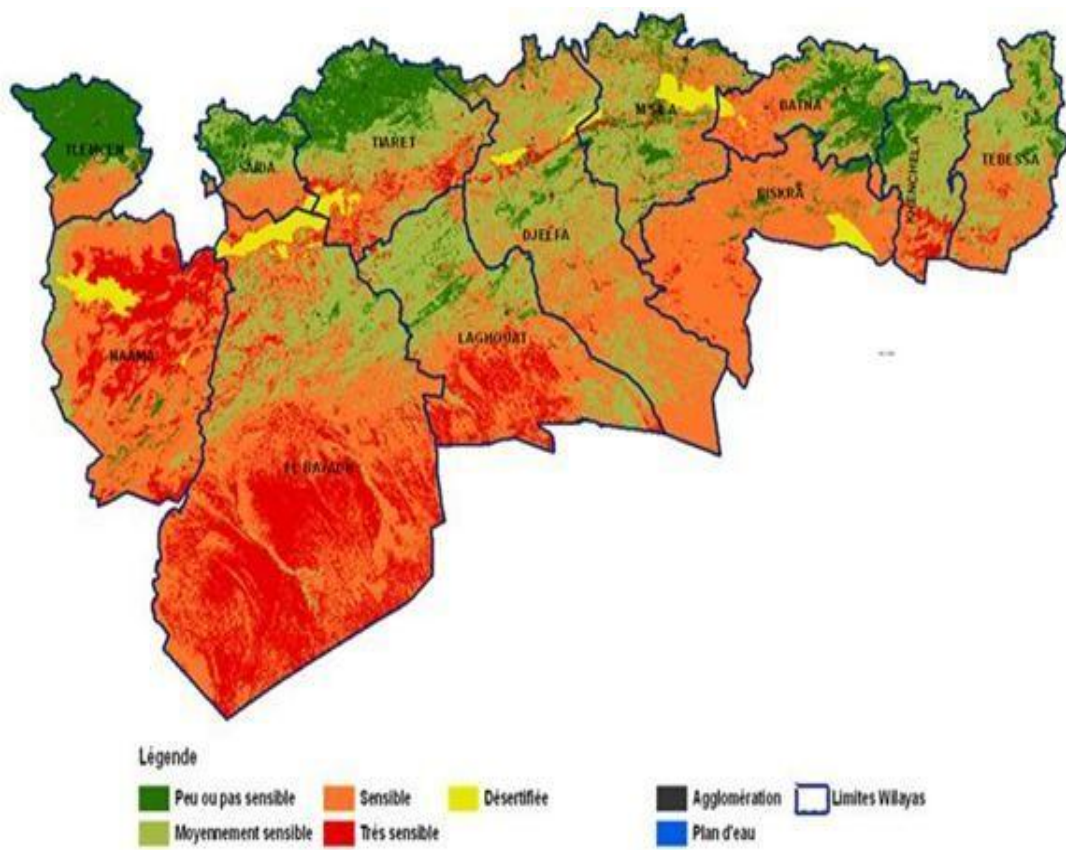 TLEMCEN
SAIDA
TIARET
M'SILA
BATNA
KHENCHELA
TEBESSA
BISKRA
DJELFA
LAGHOUAT
NAAMA
EL BAYADH
Légende
Peu ou pas sensible
Sensible
Désertifiée
Agglomération
Limites Wilayas
Moyennement sensible
Trés sensible
Plan d'eau